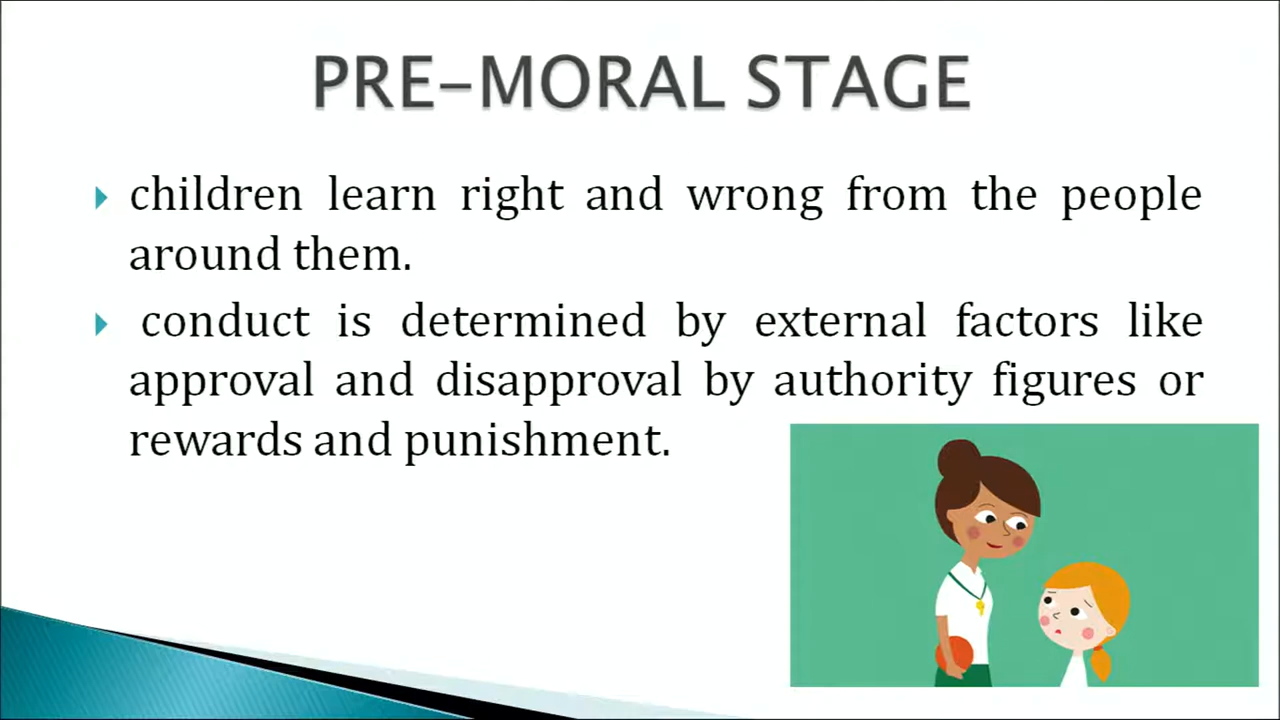 PRE-MORAL STAGE
children learn right and wrong from the people
around them.
conduct is determined by external factors like
approval and disapproval by authority figures or
rewards and punishment.